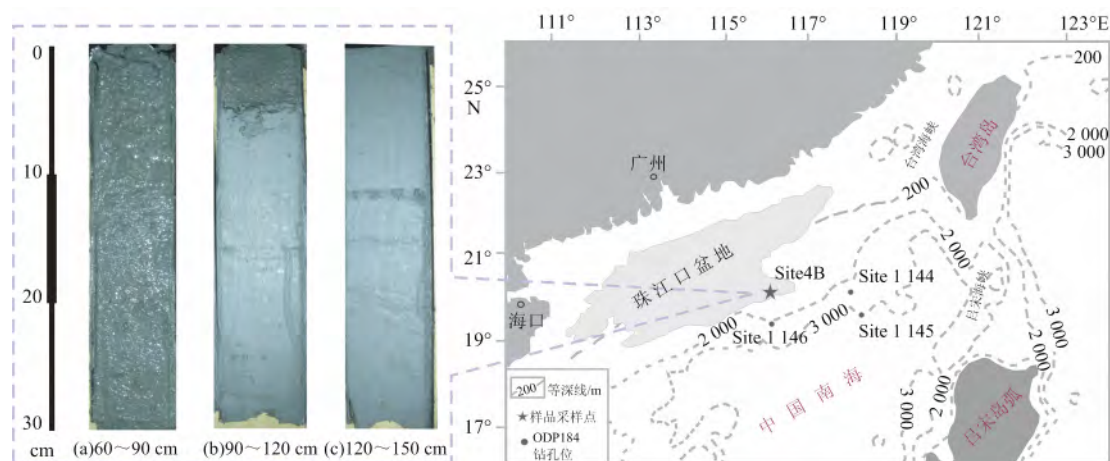 0
10
20
30
cm
(a)60～90 cm
(b)90～120 cm
(c)120～150 cm
111°
113°
115°
116°
117°
119°
121°
123°E
25°
N
23°
21°
19°
17°
广州
海口
珠江口盆地
台湾海峡
台湾岛
吕宋海峡
吕宋岛弧
中国南海
Site4B
Site 1 144
Site 1 145
Site 1 146
200
2 000
3 000
200
2 000
2 000
3 000
3 000
2 000
3 000
2 000
200 等深线/m
样品采样点
ODP184
钻孔位